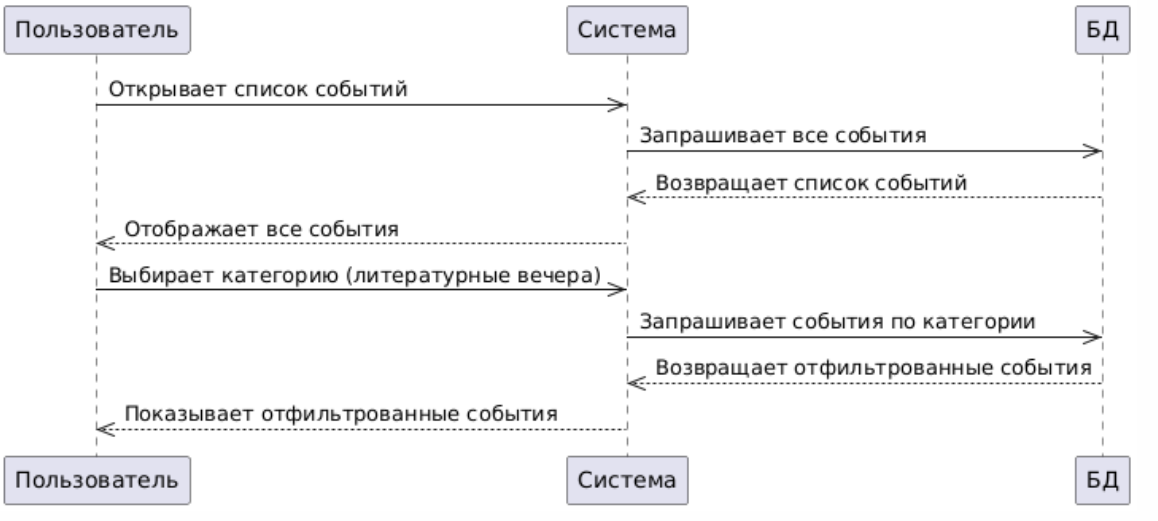 Пользователь Система БД
Открывает список событий
Запрашивает все события
Возвращает список событий
Отображает все события
Выбирает категорию (литературные вечера)
Запрашивает события по категории
Возвращает отфильтрованные события
Показывает отфильтрованные события
Пользователь Система БД